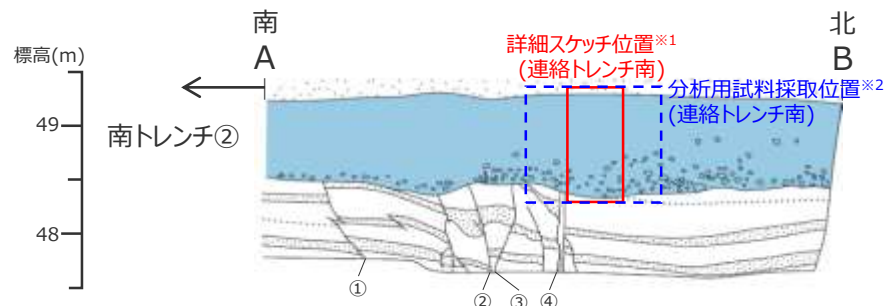 南
A
北
B
標高(m)
詳細スケッチ位置※1
(連絡トレンチ南)
分析用試料採取位置※2
(連絡トレンチ南)
49
南トレンチ②
48
① ② ③ ④